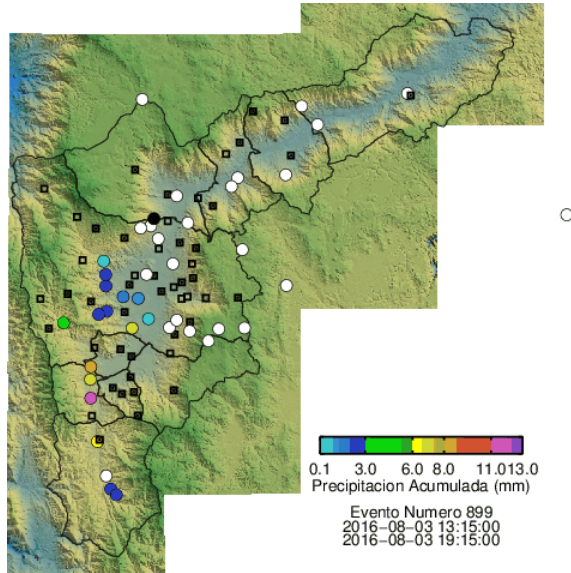 0.1 3.0 6.0 8.0 11.0 13.0
Precipitacion Acumulada (mm)
Evento Numero 899
2016−08−03 13:15:00
2016−08−03 19:15:00